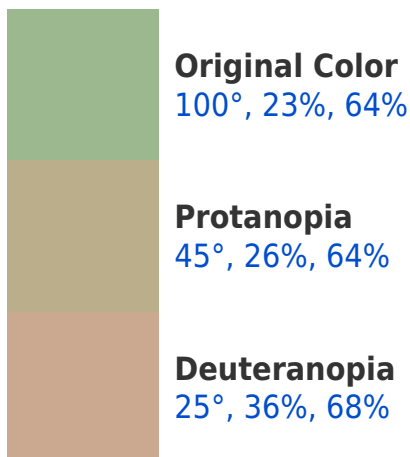 Original Color
100°, 23%, 64%
Protanopia
45°, 26%, 64%
Deuteranopia
25°, 36%, 68%